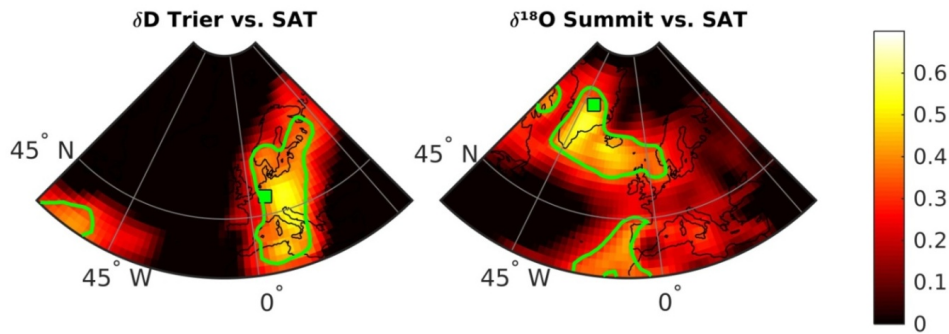 δD Trier vs. SAT
δ¹⁸O Summit vs. SAT
45° N
45° W
0°
45° N
45° W
0°
0.6
0.5
0.4
0.3
0.2
0.1
0